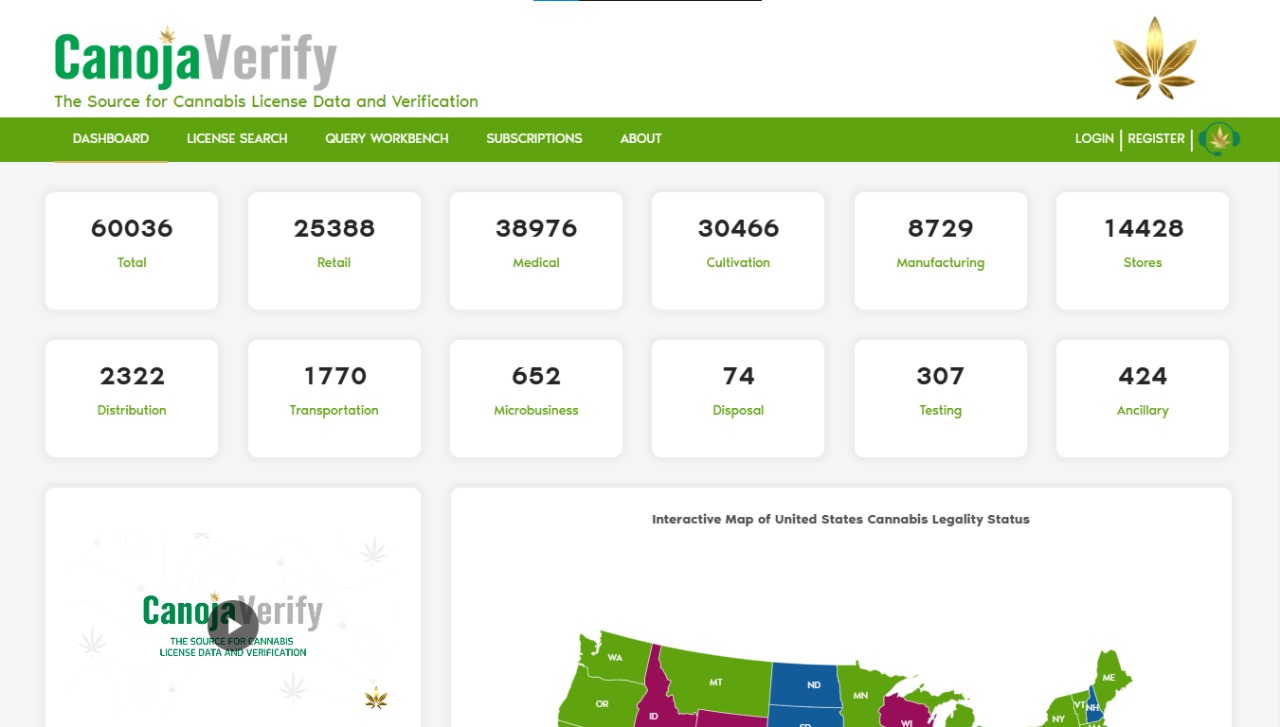 CanojaVerify
The Source for Cannabis License Data and Verification
DASHBOARD LICENSE SEARCH QUERY WORKBENCH SUBSCRIPTIONS ABOUT LOGIN REGISTER
60036 25388 38976 30466 8729 14428
Total Retail Medical Cultivation Manufacturing Stores
2322 1770 652 74 307 424
Distribution Transportation Microbusiness Disposal Testing Ancillary
CanojaVerify
THE SOURCE FOR CANNABIS
LICENSE DATA AND VERIFICATION
Interactive Map of United States Cannabis Legality Status
WA
MT
ND
MN
ME
OR
ID
WI
NY
VT
NH